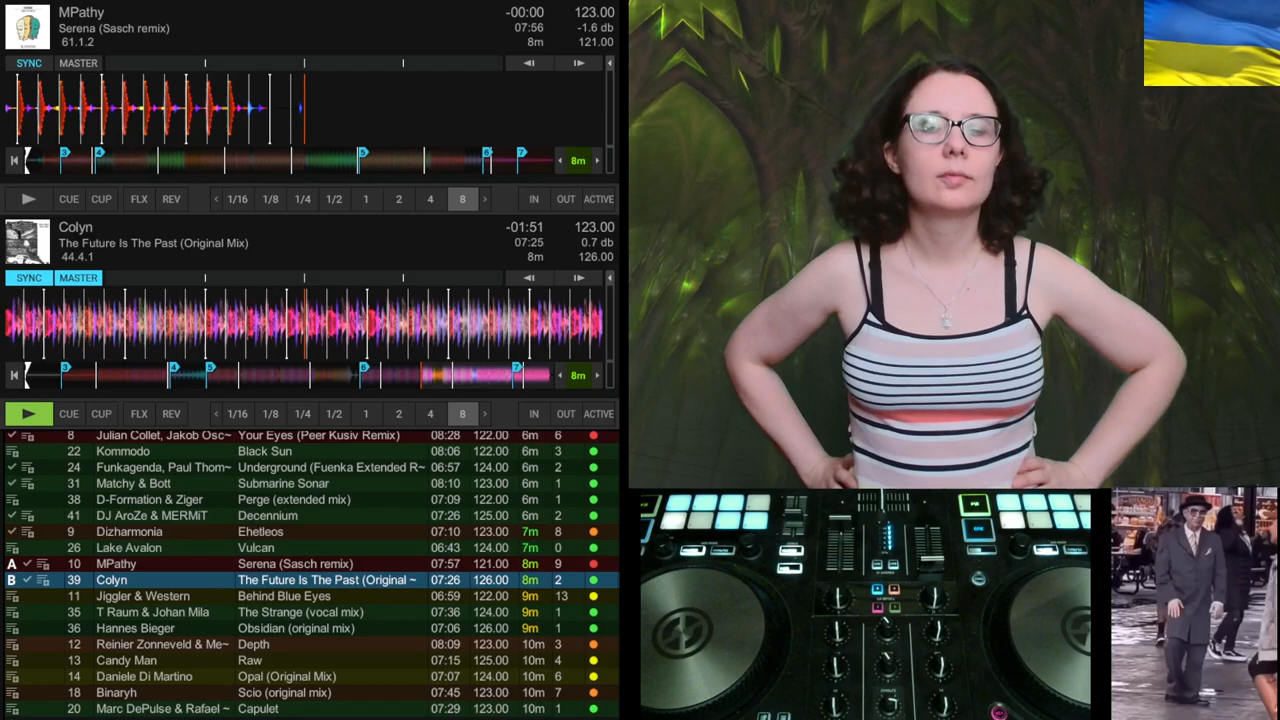 MPathy -00:00 123.00
Serena (Sasch remix) 07:56 -1.6 db
61.1.2 8m 121.00
SYNC MASTER
3 4 5 6 7 8m
CUE CUP FLX REV 1/16 1/8 1/4 1/2 1 2 4 8 IN OUT ACTIVE
Colyn -01:51 123.00
The Future Is The Past (Original Mix) 07:25 0.7 db
44.4.1 8m 126.00
SYNC MASTER
3 4 5 6 7 8m
CUE CUP FLX REV 1/16 1/8 1/4 1/2 1 2 4 8 IN OUT ACTIVE
8 Julian Collet, Jakob Osc~ Your Eyes (Peer Kusiv Remix) 08:28 122.00 6m 6
22 Kommodo Black Sun 08:06 122.00 6m 3
24 Funkagenda, Paul Thom~ Underground (Fuenka Extended R~ 06:57 124.00 6m 2
31 Matchy & Bott Submarine Sonar 08:10 123.00 6m 1
38 D-Formation & Ziger Perge (extended mix) 07:09 122.00 6m 1
41 DJ AroZe & MERMiT Decennium 07:26 125.00 6m 2
9 Dizharmonia Eheteleos 07:10 123.00 7m 8
26 Lake Avalon Vulcan 06:43 124.00 7m 0
A 10 MPathy Serena (Sasch remix) 07:57 121.00 8m 9
B 39 Colyn The Future Is The Past (Original ~ 07:26 126.00 8m 2
11 Jiggler & Western Behind Blue Eyes 06:59 122.00 9m 13
35 T Raum & Johan Mila The Strange (vocal mix) 07:36 124.00 9m 1
36 Hannes Bieger Obsidian (original mix) 07:06 126.00 9m 1
12 Reinier Zonneveld & Me~ Depth 08:09 123.00 10m 3
13 Candy Man Raw 07:15 125.00 10m 4
14 Daniele Di Martino Opal (Original Mix) 07:07 124.00 10m 6
18 Binaryh Scio (original mix) 07:45 123.00 10m 7
20 Marc DePulse & Rafael ~ Capulet 07:29 123.00 10m 1